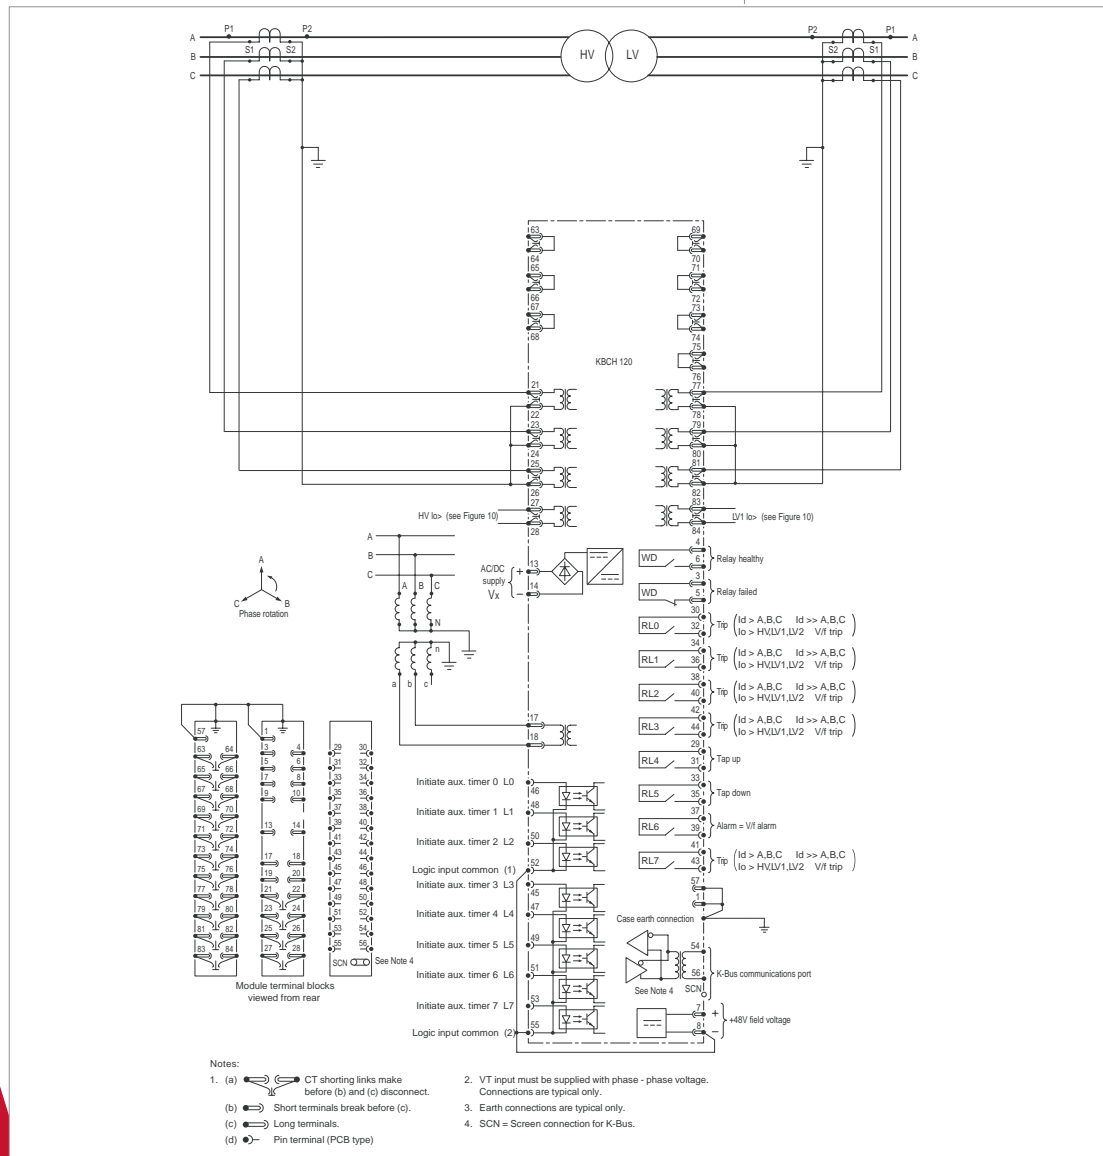 P1 P2 P2 P1
A A
S1 S2 HV LV S2 S1
B B
C C
63 69
64 70
65 71
66 72
67 73
68 74
75
KBCH 120
76
21 77
22 78
23 79
24 80
25 81
26 82
27 83
HV Io> (see Figure 10) LV1 Io> (see Figure 10)
28 84
A
B
C
A B C
N
n
a b c
A
C B
Phase rotation
AC/DC
supply
Vx
+ 13
− 14
17
18
4
WD 6 Relay healthy
3
WD 5 Relay failed
30
RL0 32 Trip (Id > A,B,C Id >> A,B,C
Io > HV,LV1,LV2 V/f trip)
34
RL1 36 Trip (Id > A,B,C Id >> A,B,C
Io > HV,LV1,LV2 V/f trip)
38
RL2 40 Trip (Id > A,B,C Id >> A,B,C
Io > HV,LV1,LV2 V/f trip)
42
RL3 44 Trip (Id > A,B,C Id >> A,B,C
Io > HV,LV1,LV2 V/f trip)
29
RL4 31 Tap up
33
RL5 35 Tap down
37
RL6 39 Alarm = V/f alarm
41
RL7 43 Trip (Id > A,B,C Id >> A,B,C
Io > HV,LV1,LV2 V/f trip)
57
1
Case earth connection
54
56 K-Bus communications port
See Note 4 SCN
7 +
+48V field voltage
8 −
Initiate aux. timer 0 L0
46
Initiate aux. timer 1 L1 48
Initiate aux. timer 2 L2 50
Logic input common (1) 52
Initiate aux. timer 3 L3
45
Initiate aux. timer 4 L4 47
Initiate aux. timer 5 L5 49
Initiate aux. timer 6 L6 51
Initiate aux. timer 7 L7 53
Logic input common (2) 55
57 1
63 64 3 4 29 30
65 66 5 6 31 32
67 68 7 8 33 34
69 70 9 10 35 36
71 72 13 14 37 38
73 74 17 18 39 40
75 76 19 20 41 42
77 78 21 22 43 44
79 80 23 24 45 46
81 82 25 26 47 48
83 84 27 28 49 50
51 52
53 54
55 56
SCN See Note 4
Module terminal blocks
viewed from rear
Notes:
1. (a) CT shorting links make
before (b) and (c) disconnect.
(b) Short terminals break before (c).
(c) Long terminals.
(d) Pin terminal (PCB type)
2. VT input must be supplied with phase - phase voltage.
Connections are typical only.
3. Earth connections are typical only.
4. SCN = Screen connection for K-Bus.